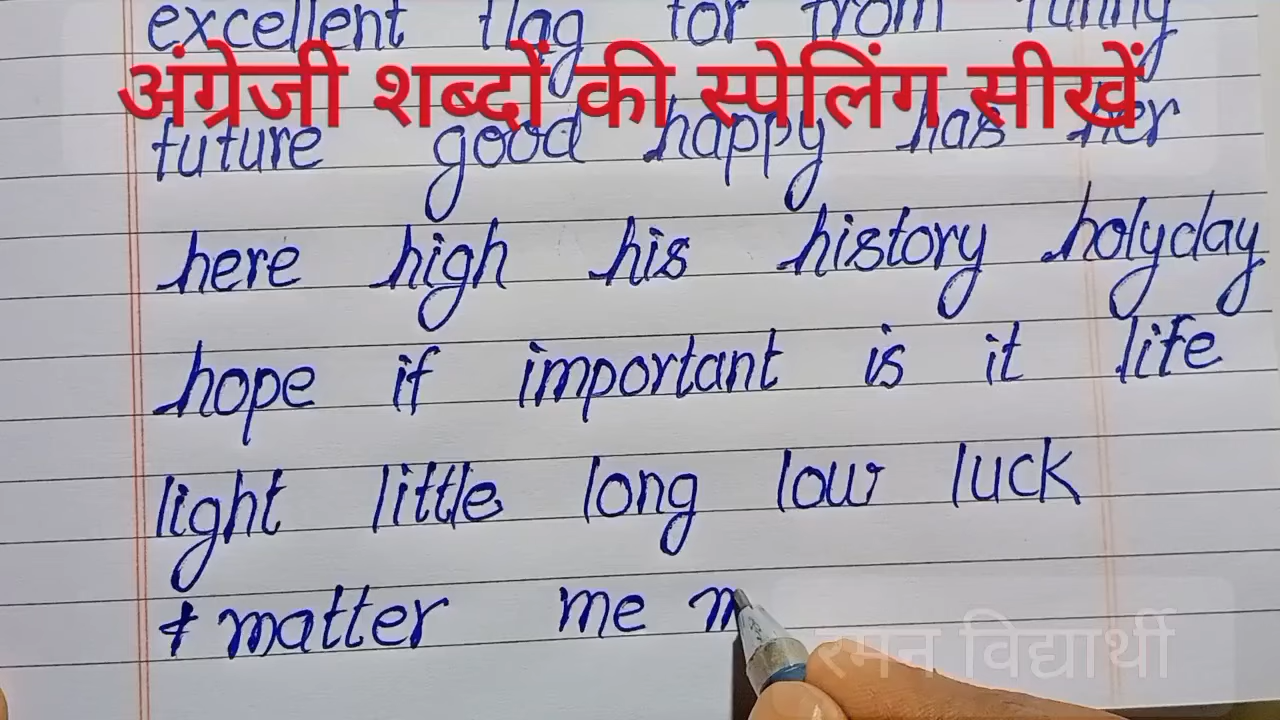 excellent flag for from funny
अंग्रेजी शब्दों की स्पेलिंग सीखें
future good happy has her
here high his history holyday
hope if important is it life
light little long low luck
matter me m
रमन विद्यार्थी